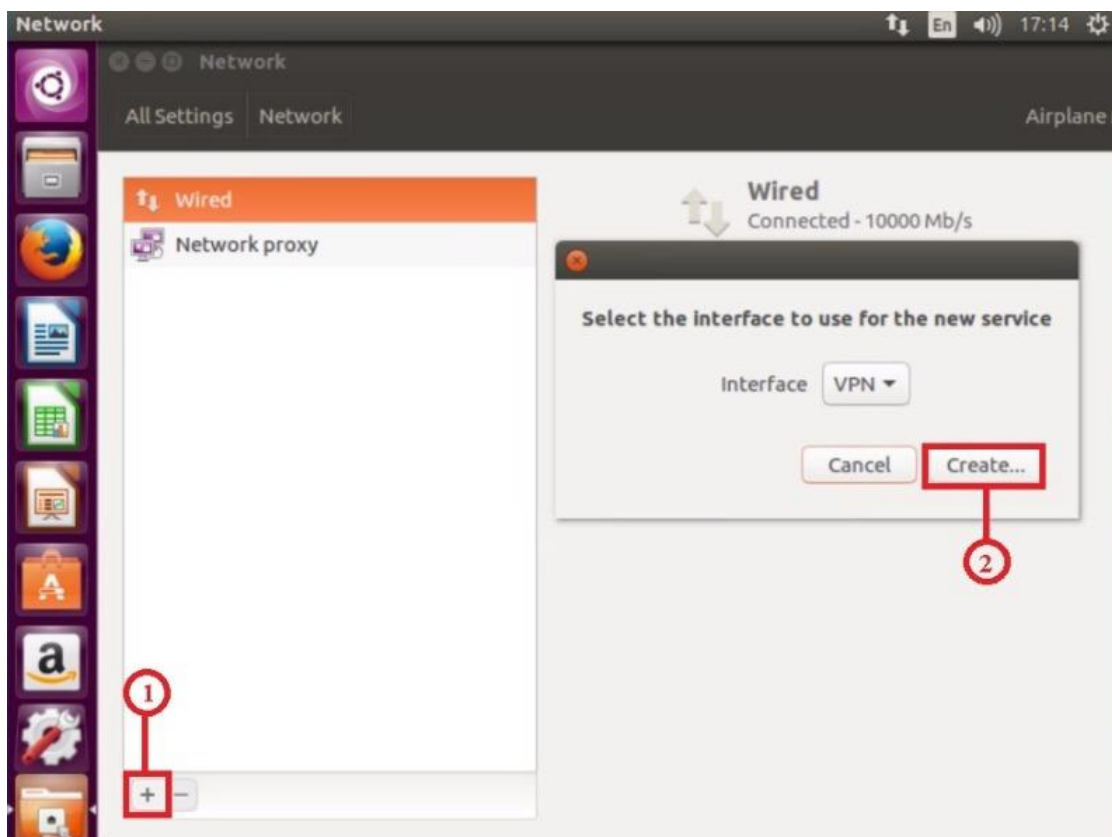 Network
En
17:14
Network
All Settings
Network
Airplane
Wired
Network proxy
Wired
Connected - 10000 Mb/s
Select the interface to use for the new service
Interface
VPN
Cancel
Create...
2
a
1
+ -